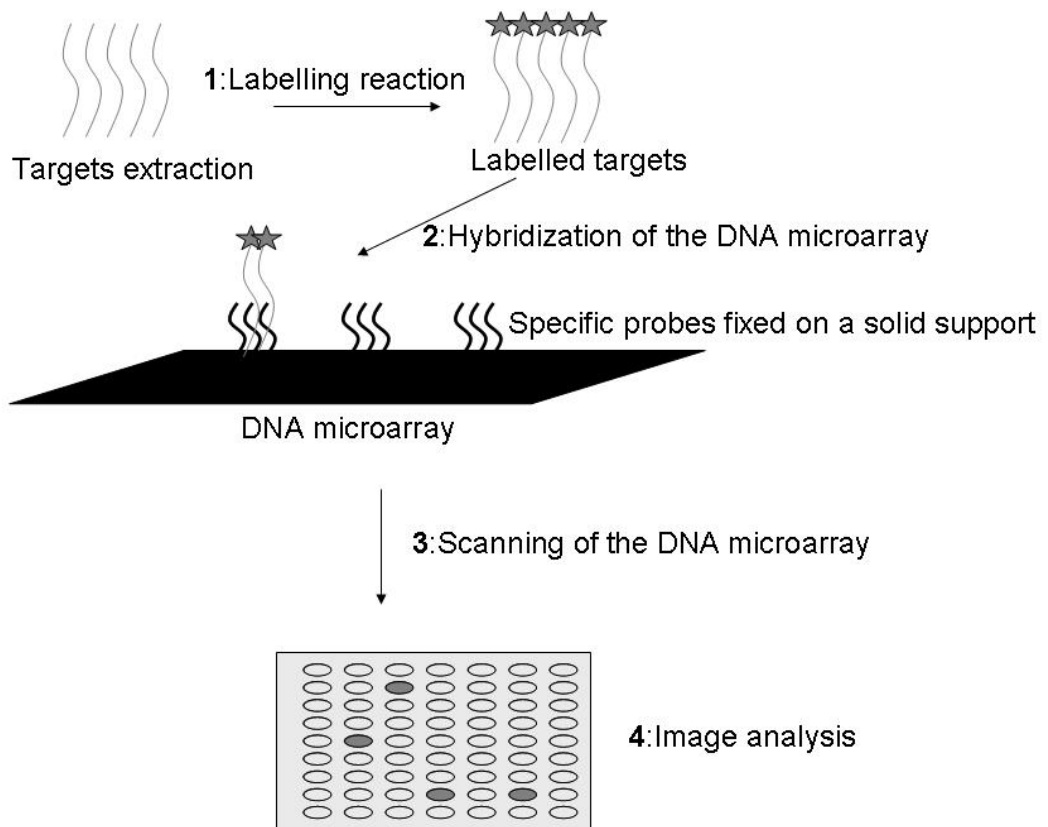 1:Labelling reaction
Targets extraction
Labelled targets
2:Hybridization of the DNA microarray
Specific probes fixed on a solid support
DNA microarray
3:Scanning of the DNA microarray
4:Image analysis